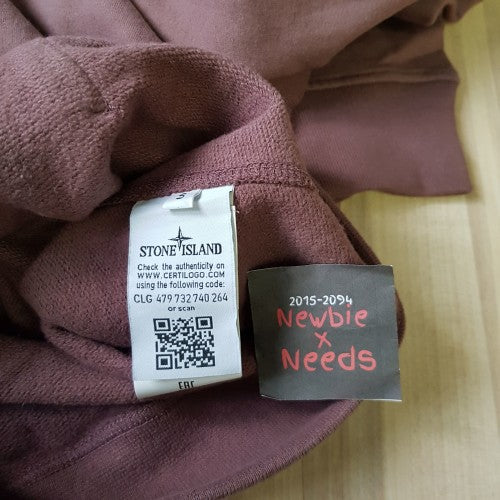 STONE ISLAND
Check the authenticity on
WWW.CERTILOGO.COM
using the following code:
CLG 479 732 740 264
or scan
EAC
2015-2094
Newbie
x
Needs